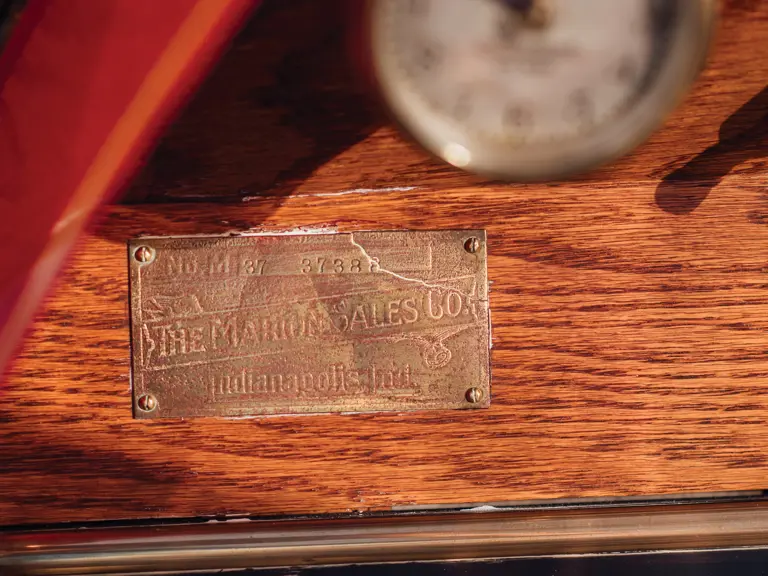 No. M 37 37388
THE MARION SALES CO.
Indianapolis, Ind.